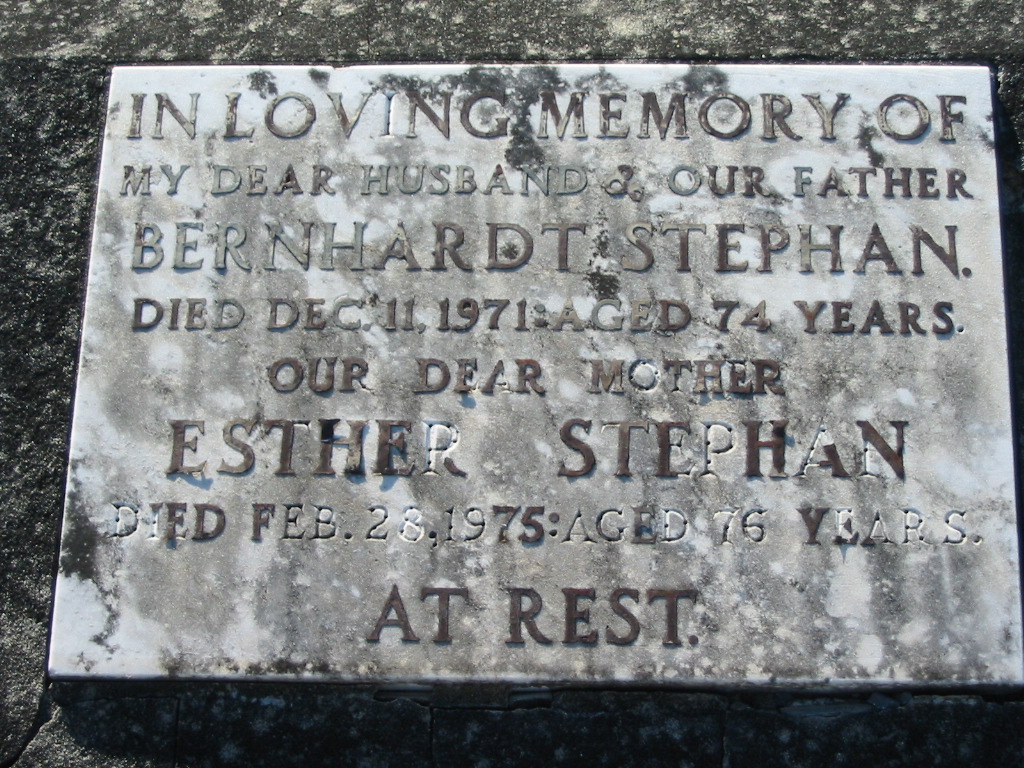 IN LOVING MEMORY OF
MY DEAR HUSBAND & OUR FATHER
BERNHARDT STEPHAN.
DIED DEC. 11, 1971: AGED 74 YEARS.
OUR DEAR MOTHER
ESTHER STEPHAN
DIED FEB. 28, 1975: AGED 76 YEARS.
AT REST.